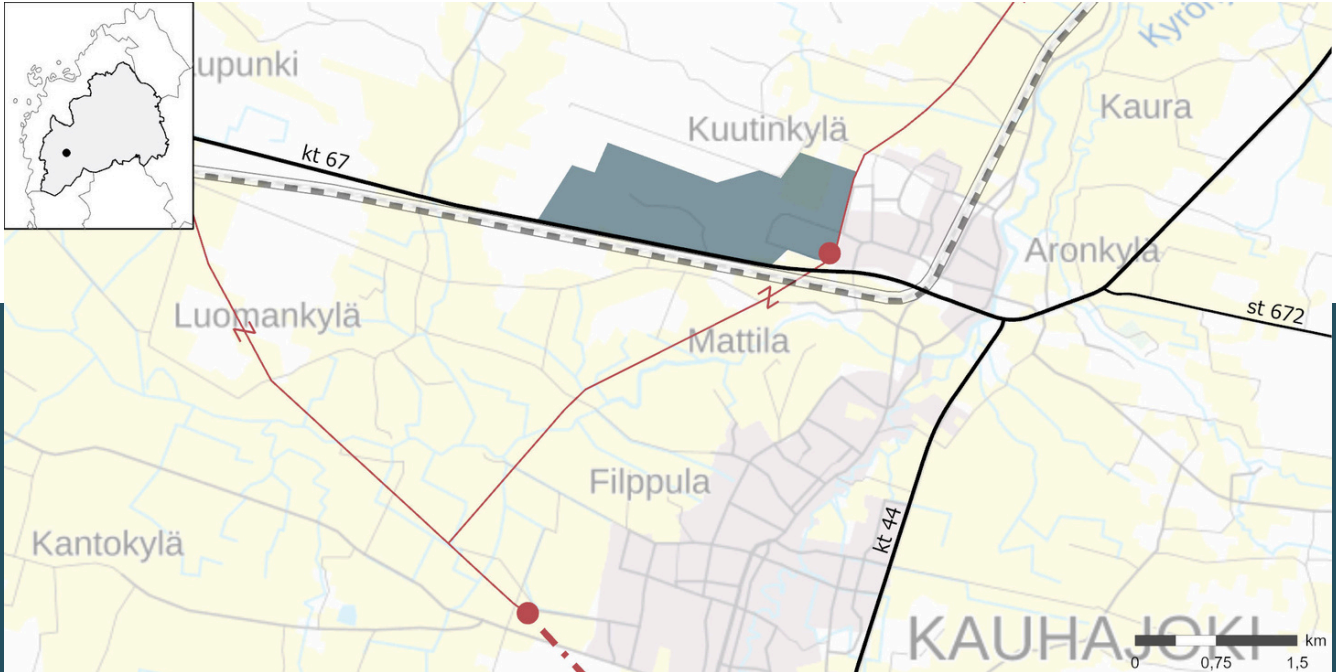 Kuutinkylä
Kaura
kt 67
Aronkylä
st 672
Luomankylä
Mattila
Filppula
Kantokylä
kt 44
KAUHAJOKI
km
0 0,75 1,5